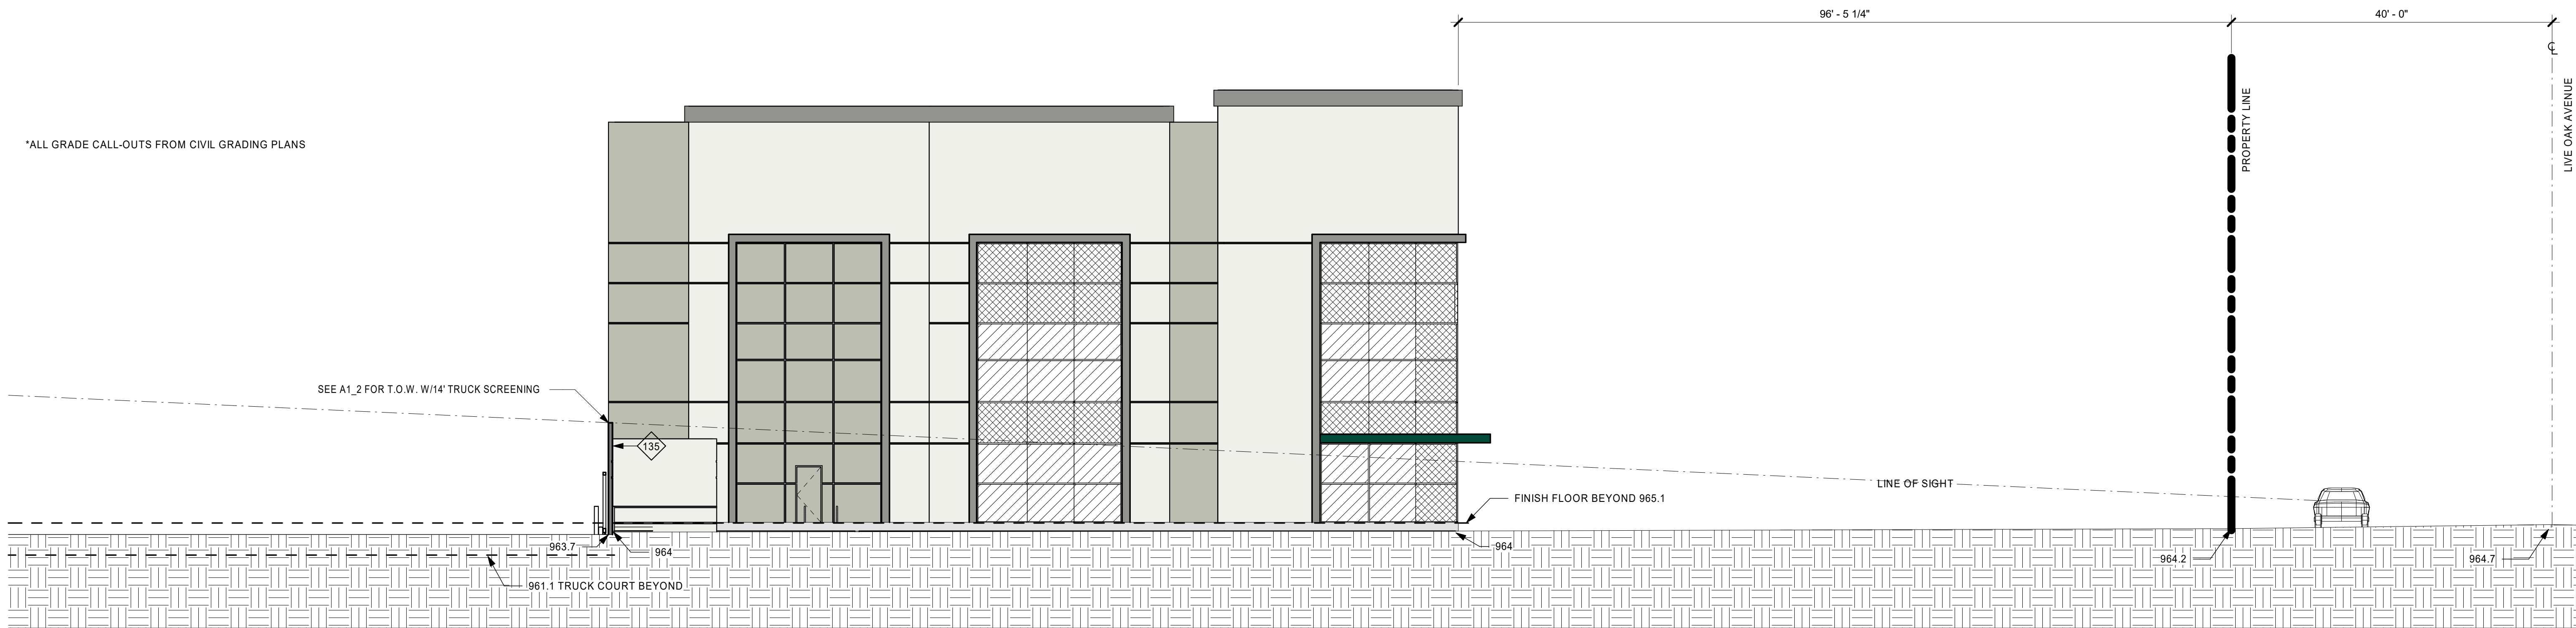 96' - 5 1/4"
40' - 0"
℄
PROPERTY LINE
LIVE OAK AVENUE
*ALL GRADE CALL-OUTS FROM CIVIL GRADING PLANS
SEE A1_2 FOR T.O.W. W/14' TRUCK SCREENING
135
LINE OF SIGHT
FINISH FLOOR BEYOND 965.1
963.7
964
964
964.2
964.7
961.1 TRUCK COURT BEYOND